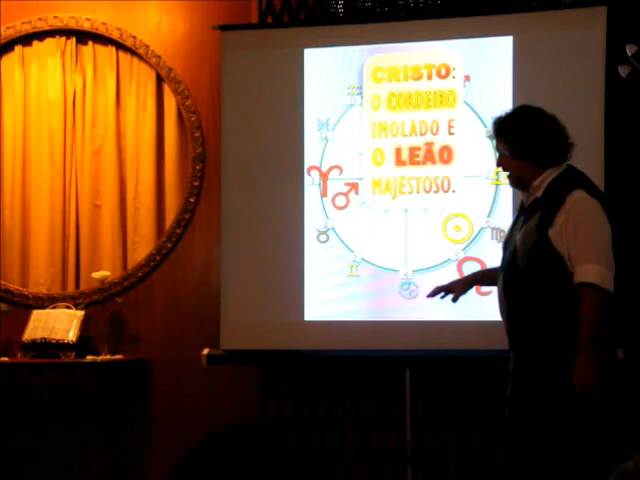 CRISTO:
O CORDEIRO
IMOLADO E
O LEÃO
MAJESTOSO.